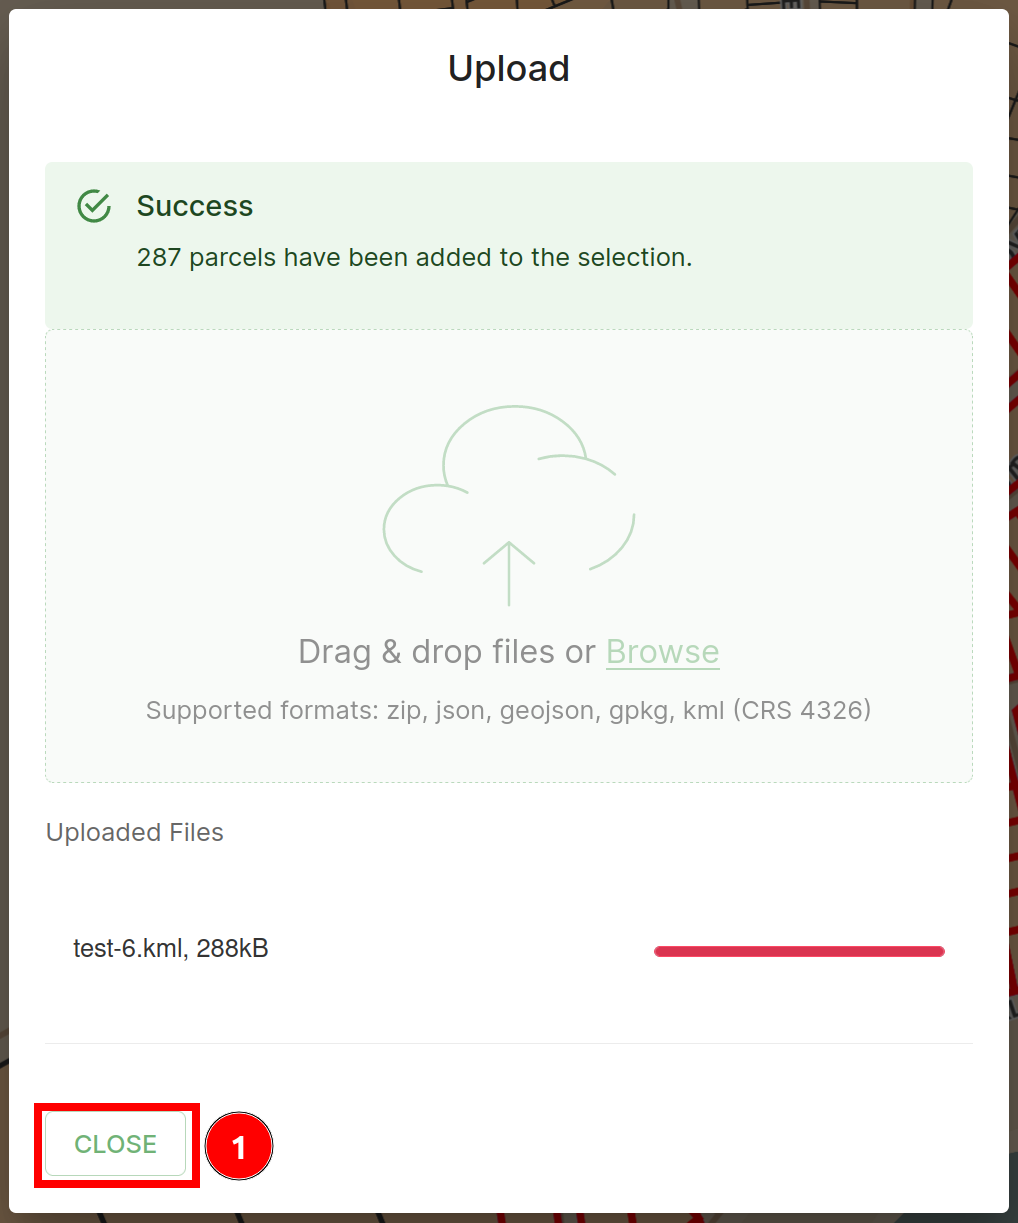 Upload
Success
287 parcels have been added to the selection.
Drag & drop files or Browse
Supported formats: zip, json, geojson, gpkg, kml (CRS 4326)
Uploaded Files
test-6.kml, 288kB
CLOSE
1